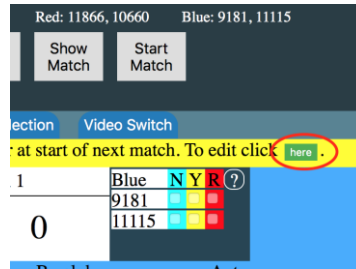 Red: 11866, 10660 Blue: 9181, 11115
Show Match
Start Match
Video Switch
at start of next match. To edit click here .
1
Blue N Y R ?
9181
11115
0